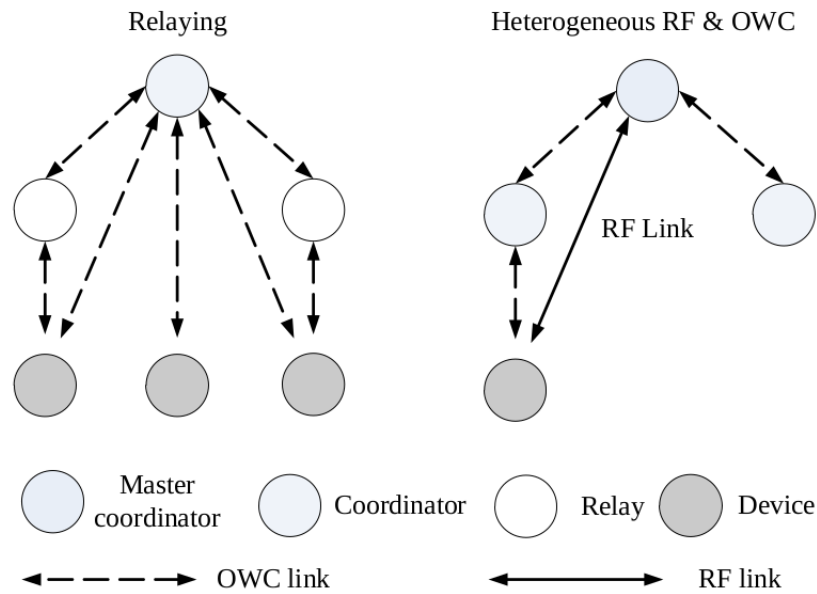 Relaying
Heterogeneous RF & OWC
RF Link
Master
coordinator
Coordinator
Relay
Device
OWC link
RF link